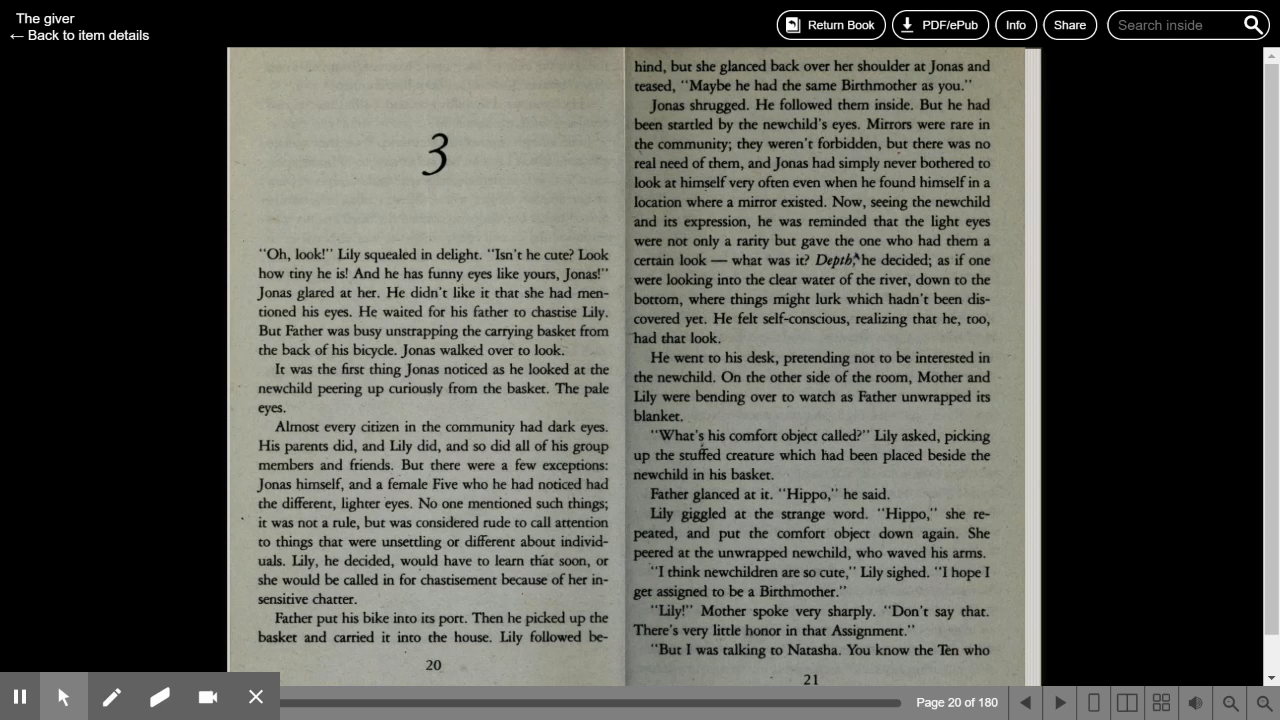 The giver
← Back to item details
Return Book
PDF/ePub
Info
Share
Search inside
3
"Oh, look!" Lily squealed in delight. "Isn't he cute? Look
how tiny he is! And he has funny eyes like yours, Jonas!"
Jonas glared at her. He didn't like it that she had men-
tioned his eyes. He waited for his father to chastise Lily.
But Father was busy unstrapping the carrying basket from
the back of his bicycle. Jonas walked over to look.
It was the first thing Jonas noticed as he looked at the
newchild peering up curiously from the basket. The pale
eyes.
Almost every citizen in the community had dark eyes.
His parents did, and Lily did, and so did all of his group
members and friends. But there were a few exceptions:
Jonas himself, and a female Five who he had noticed had
the different, lighter eyes. No one mentioned such things;
it was not a rule, but was considered rude to call attention
to things that were unsettling or different about individ-
uals. Lily, he decided, would have to learn that soon, or
she would be called in for chastisement because of her in-
sensitive chatter.
Father put his bike into its port. Then he picked up the
basket and carried it into the house. Lily followed be-
20
hind, but she glanced back over her shoulder at Jonas and
teased, "Maybe he had the same Birthmother as you."
Jonas shrugged. He followed them inside. But he had
been startled by the newchild's eyes. Mirrors were rare in
the community; they weren't forbidden, but there was no
real need of them, and Jonas had simply never bothered to
look at himself very often even when he found himself in a
location where a mirror existed. Now, seeing the newchild
and its expression, he was reminded that the light eyes
were not only a rarity but gave the one who had them a
certain look — what was it? Depth, he decided; as if one
were looking into the clear water of the river, down to the
bottom, where things might lurk which hadn't been dis-
covered yet. He felt self-conscious, realizing that he, too,
had that look.
He went to his desk, pretending not to be interested in
the newchild. On the other side of the room, Mother and
Lily were bending over to watch as Father unwrapped its
blanket.
"What's his comfort object called?" Lily asked, picking
up the stuffed creature which had been placed beside the
newchild in his basket.
Father glanced at it. "Hippo," he said.
Lily giggled at the strange word. "Hippo," she re-
peated, and put the comfort object down again. She
peered at the unwrapped newchild, who waved his arms.
"I think newchildren are so cute," Lily sighed. "I hope I
get assigned to be a Birthmother."
"Lily!" Mother spoke very sharply. "Don't say that.
There's very little honor in that Assignment."
"But I was talking to Natasha. You know the Ten who
21
Page 20 of 180